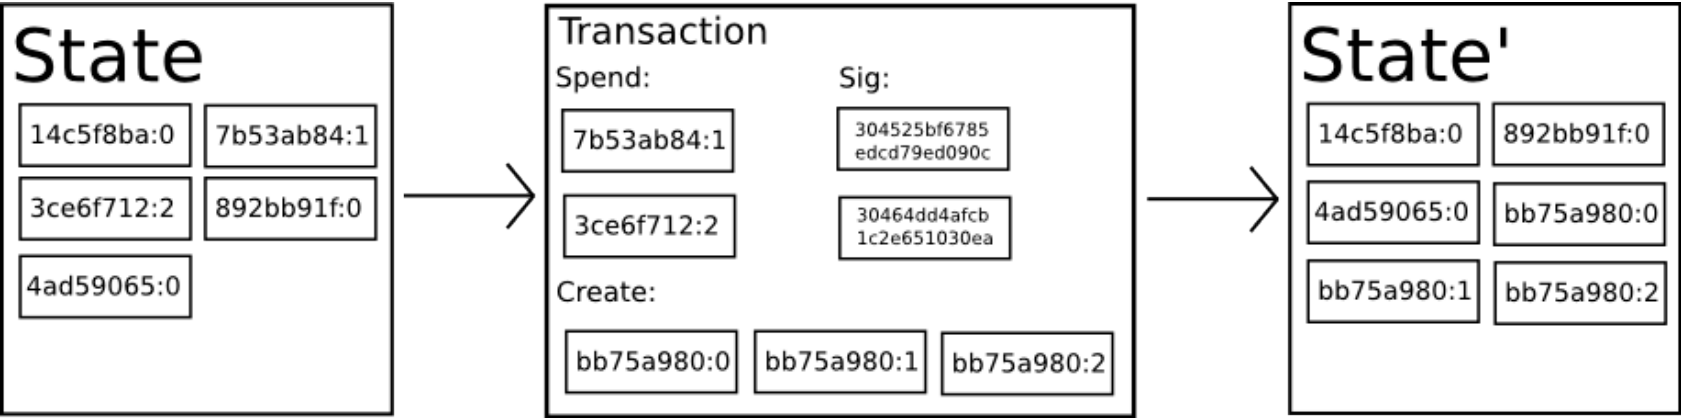 State
14c5f8ba:0 7b53ab84:1
3ce6f712:2 892bb91f:0
4ad59065:0
Transaction
Spend: Sig:
7b53ab84:1
304525bf6785
edcd79ed090c
3ce6f712:2
30464dd4afcb
1c2e651030ea
Create:
bb75a980:0 bb75a980:1 bb75a980:2
State'
14c5f8ba:0 892bb91f:0
4ad59065:0 bb75a980:0
bb75a980:1 bb75a980:2